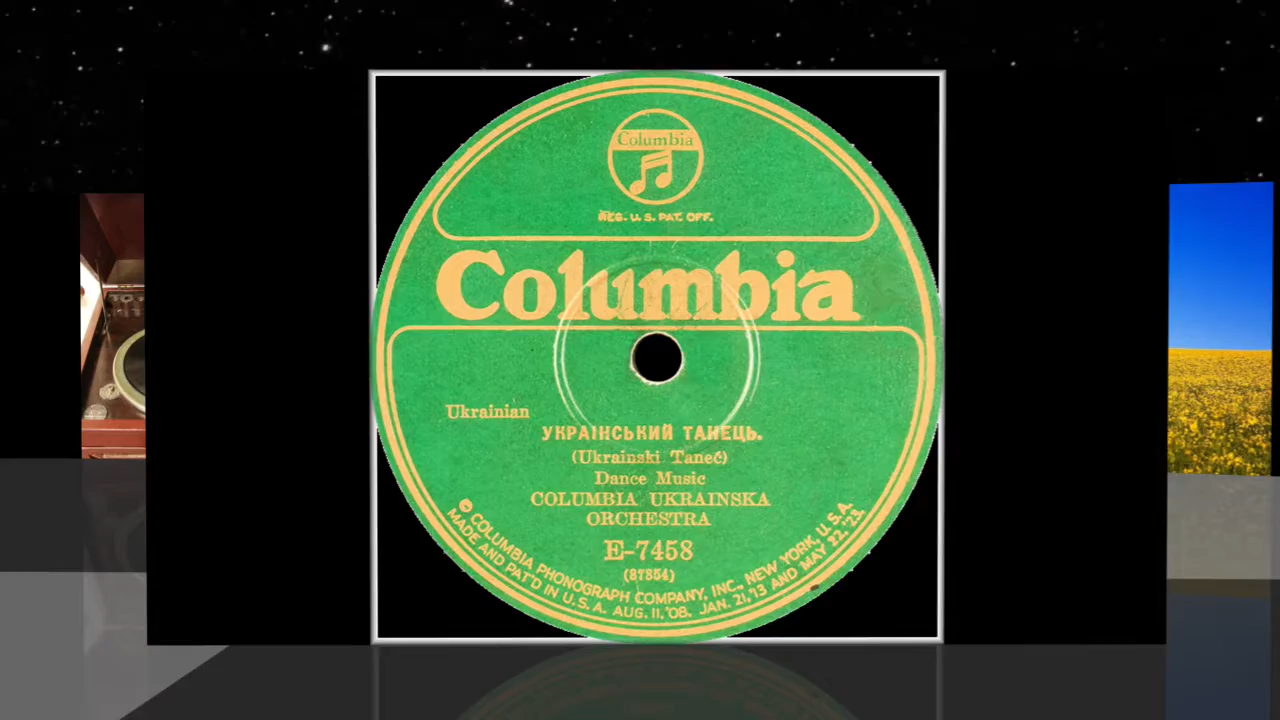 Columbia
REG. U. S. PAT. OFF.
Columbia
Ukrainian
УКРАІНСЬКИЙ ТАНЕЦЬ.
(Ukrainski Taneć)
Dance Music
COLUMBIA UKRAINSKA
ORCHESTRA
E-7458
(87354)
Ⓟ COLUMBIA PHONOGRAPH COMPANY, INC., NEW YORK, U. S. A.
MADE AND PAT'D IN U. S. A. AUG. 11, '08. JAN. 21, '13 AND MAY 22, '23.